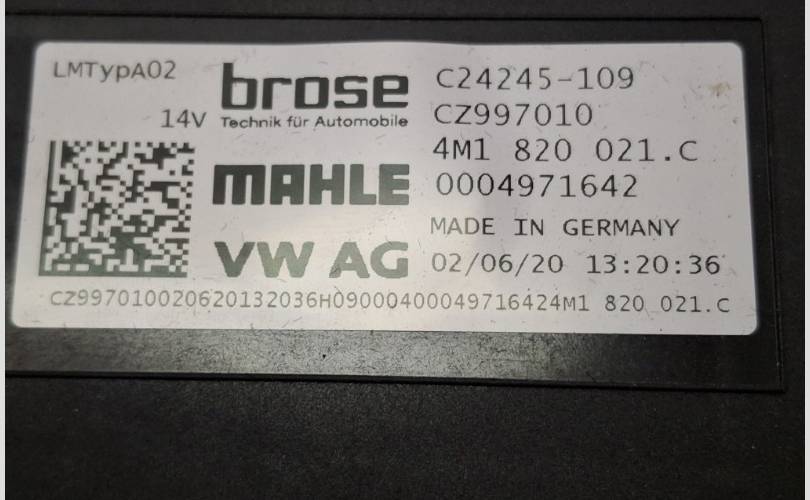 LMTypA02
14V
brose
Technik für Automobile
MAHLE
VW AG
C24245-109
CZ997010
4M1 820 021.C
0004971642
MADE IN GERMANY
02/06/20 13:20:36
CZ997010020620132036H09000400049716424M1 820 021.C